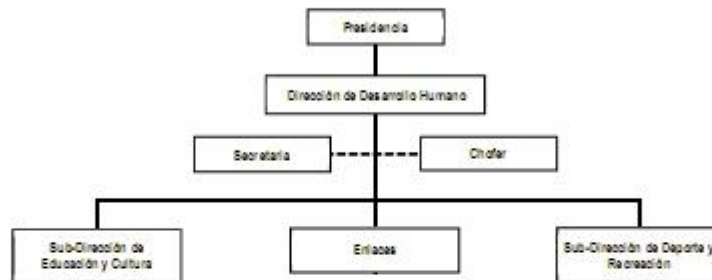 Presidencia
Dirección de Desarrollo Humano
Secretaria
Chofer
Sub-Dirección de
Educación y Cultura
Enlaces
Sub-Dirección de Deporte y
Recreación